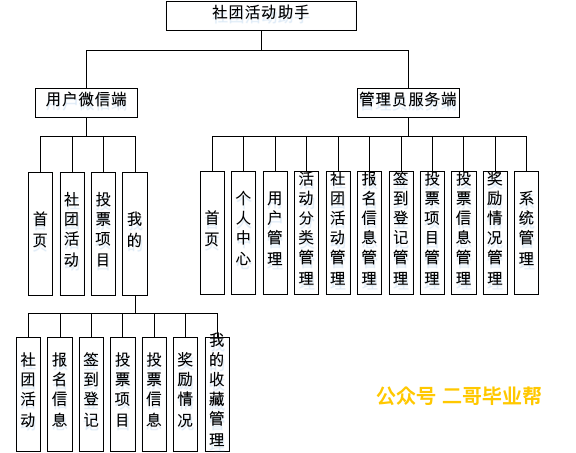 社团活动助手
用户微信端
管理员服务端
首页
社团活动
投票项目
我的
首页
个人中心
用户管理
活动分类管理
社团活动管理
报名信息管理
签到登记管理
投票项目管理
投票信息管理
奖励情况管理
系统管理
社团活动
报名信息
签到登记
投票项目
投票信息
奖励情况
我的收藏管理
公众号 二哥毕业帮